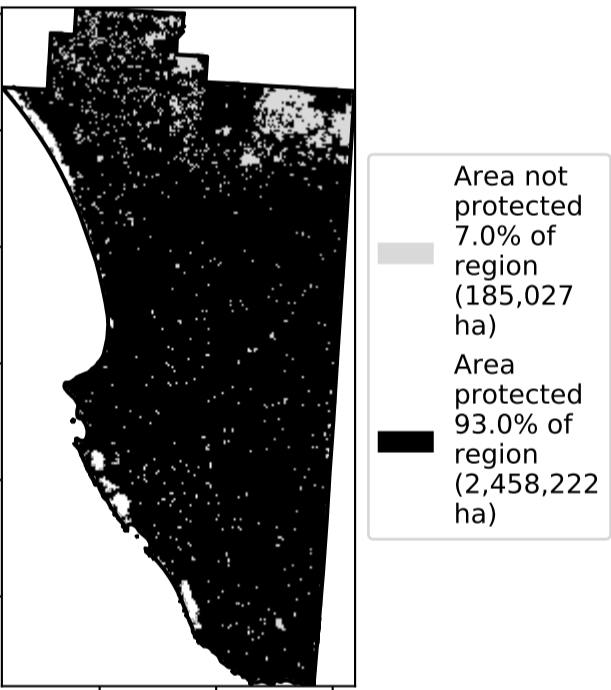 Area not
protected
7.0% of
region
(185,027
ha)
Area
protected
93.0% of
region
(2,458,222
ha)